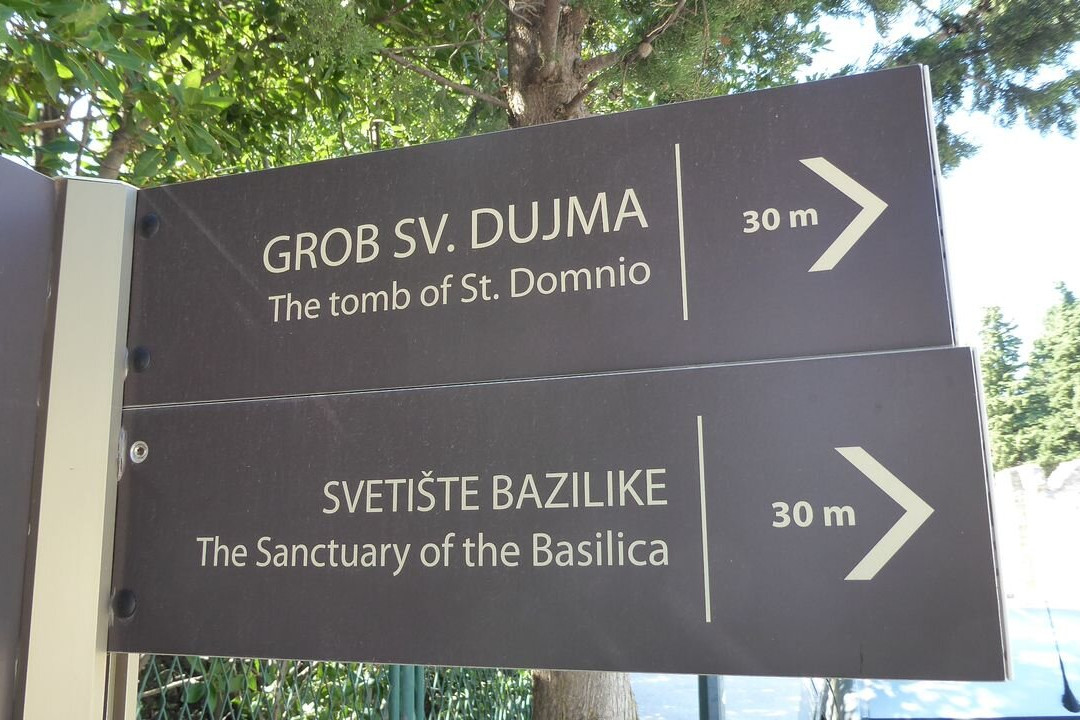 GROB SV. DUJMA
The tomb of St. Domnio
30 m
SVETIŠTE BAZILIKE
The Sanctuary of the Basilica
30 m